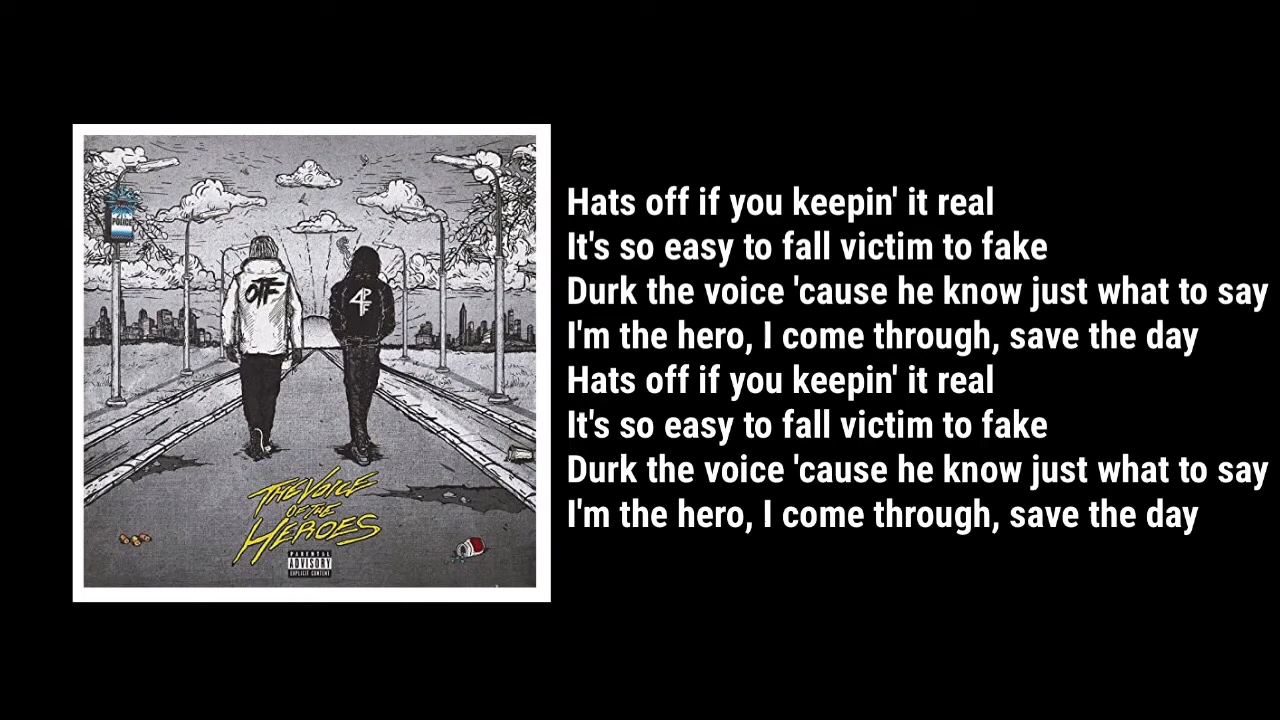 POLICE
OTF
4PF
THE VOICE
OF THE
HEROES
PARENTAL
ADVISORY
EXPLICIT CONTENT
Hats off if you keepin' it real
It's so easy to fall victim to fake
Durk the voice 'cause he know just what to say
I'm the hero, I come through, save the day
Hats off if you keepin' it real
It's so easy to fall victim to fake
Durk the voice 'cause he know just what to say
I'm the hero, I come through, save the day